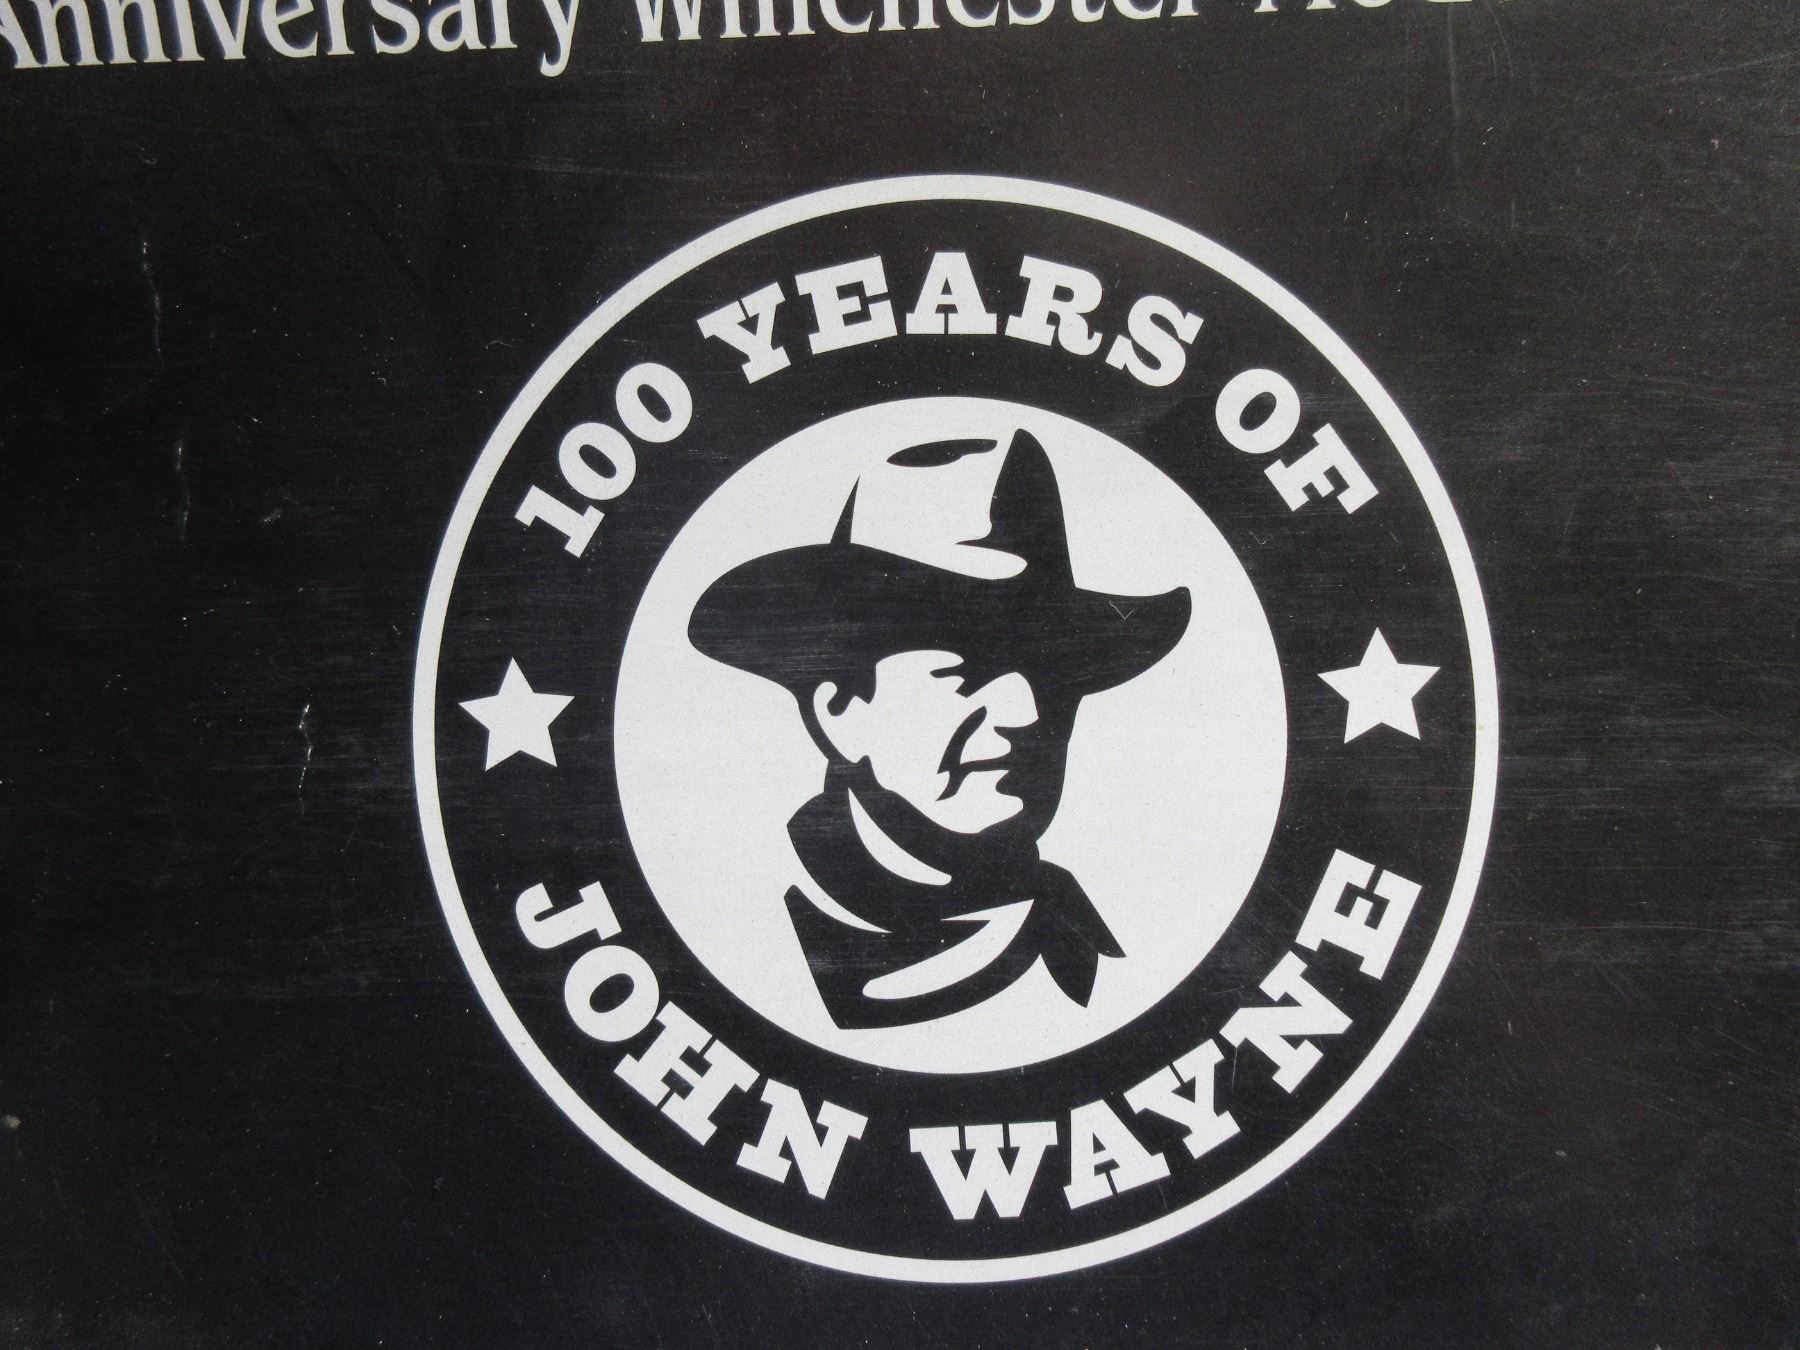 Anniversary Winchester
100 YEARS OF
JOHN WAYNE